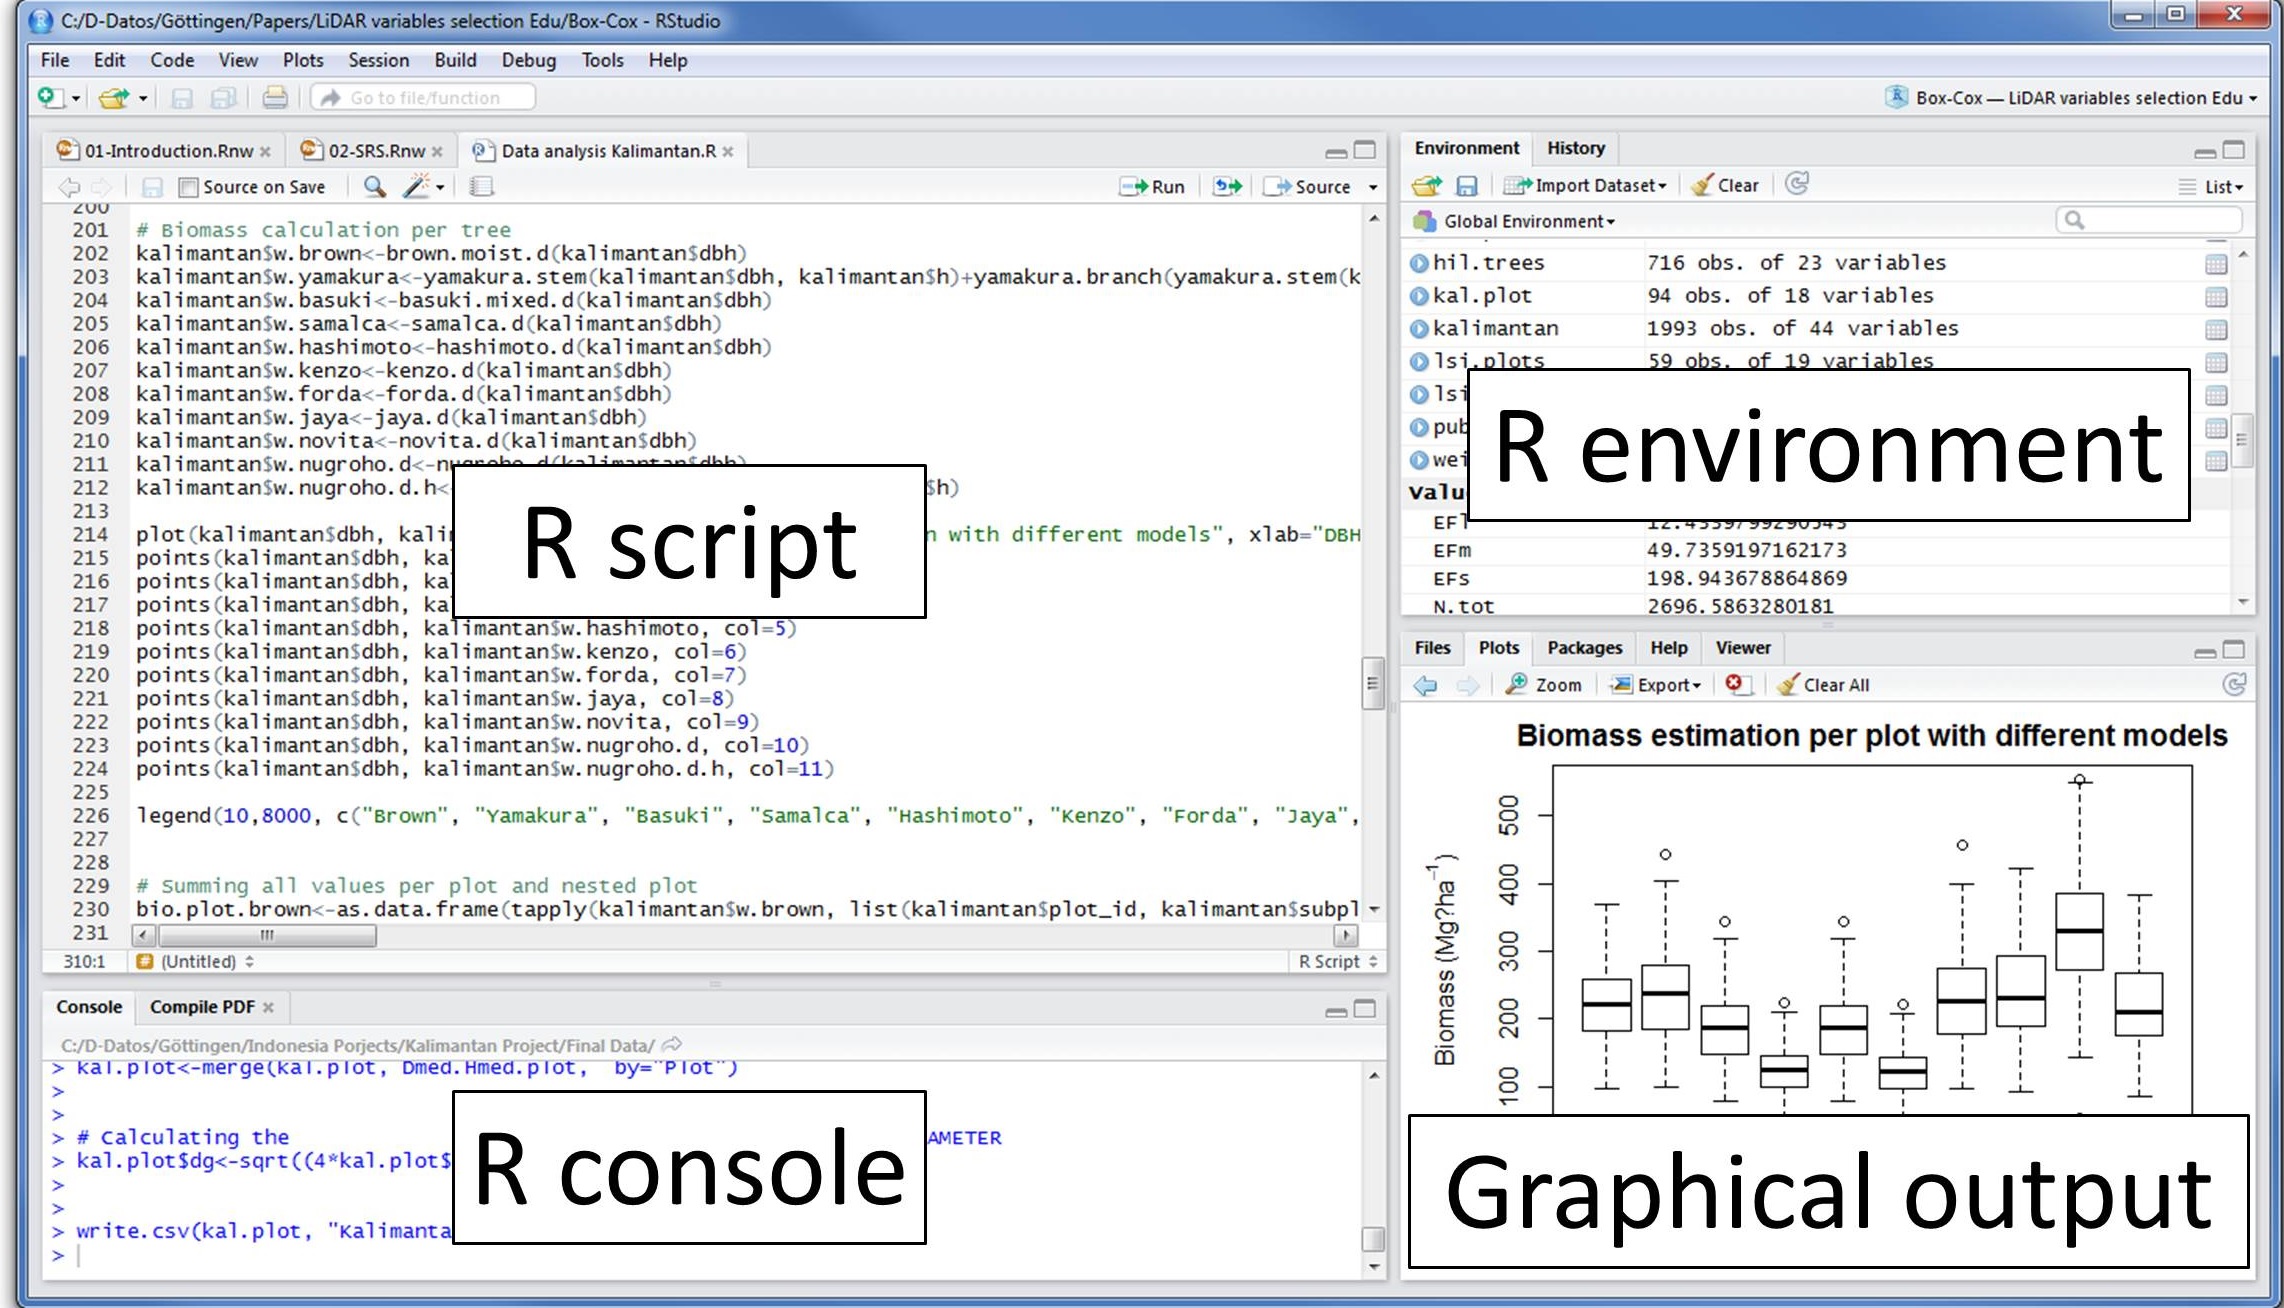 C:/D-Datos/Göttingen/Papers/LiDAR variables selection Edu/Box-Cox - RStudio
File Edit Code View Plots Session Build Debug Tools Help
Go to file/function
Box-Cox — LiDAR variables selection Edu
01-Introduction.Rnw 02-SRS.Rnw Data analysis Kalimantan.R
Source on Save Run Source
200
201 # Biomass calculation per tree
202 kalimantan$w.brown<-brown.moist.d(kalimantan$dbh)
203 kalimantan$w.yamakura<-yamakura.stem(kalimantan$dbh, kalimantan$h)+yamakura.branch(yamakura.stem(k
204 kalimantan$w.basuki<-basuki.mixed.d(kalimantan$dbh)
205 kalimantan$w.samalca<-samalca.d(kalimantan$dbh)
206 kalimantan$w.hashimoto<-hashimoto.d(kalimantan$dbh)
207 kalimantan$w.kenzo<-kenzo.d(kalimantan$dbh)
208 kalimantan$w.forda<-forda.d(kalimantan$dbh)
209 kalimantan$w.jaya<-jaya.d(kalimantan$dbh)
210 kalimantan$w.novita<-novita.d(kalimantan$dbh)
211 kalimantan$w.nugroho.d<-nugroho.d(kalimantan$dbh)
212 kalimantan$w.nugroho.d.h<- $h)
213
214 plot(kalimantan$dbh, kali n with different models", xlab="DBH
215 points(kalimantan$dbh, ka
216 points(kalimantan$dbh, ka
217 points(kalimantan$dbh, ka
218 points(kalimantan$dbh, kalimantan$w.hashimoto, col=5)
219 points(kalimantan$dbh, kalimantan$w.kenzo, col=6)
220 points(kalimantan$dbh, kalimantan$w.forda, col=7)
221 points(kalimantan$dbh, kalimantan$w.jaya, col=8)
222 points(kalimantan$dbh, kalimantan$w.novita, col=9)
223 points(kalimantan$dbh, kalimantan$w.nugroho.d, col=10)
224 points(kalimantan$dbh, kalimantan$w.nugroho.d.h, col=11)
225
226 legend(10,8000, c("Brown", "Yamakura", "Basuki", "Samalca", "Hashimoto", "Kenzo", "Forda", "Jaya",
227
228
229 # Summing all values per plot and nested plot
230 bio.plot.brown<-as.data.frame(tapply(kalimantan$w.brown, list(kalimantan$plot_id, kalimantan$subpl
231
310:1 (Untitled) R Script
R script
Console Compile PDF
C:/D-Datos/Göttingen/Indonesia Porjects/Kalimantan Project/Final Data/
> kal.plot<-merge(kal.plot, Dmed.Hmed.plot, by="Plot")
>
>
> # Calculating the AMETER
> kal.plot$dg<-sqrt((4*kal.plot$
>
>
> write.csv(kal.plot, "Kalimanta
>
R console
Environment History
Import Dataset Clear List
Global Environment
hil.trees 716 obs. of 23 variables
kal.plot 94 obs. of 18 variables
kalimantan 1993 obs. of 44 variables
lsi.plots 59 obs. of 19 variables
lsi
pub
wei
Valu
EFl 12.4339799290543
EFm 49.7359197162173
EFs 198.943678864869
N.tot 2696.5863280181
R environment
Files Plots Packages Help Viewer
Zoom Export Clear All
Biomass estimation per plot with different models
Biomass (Mg?ha⁻¹)
500
400
300
200
100
Graphical output